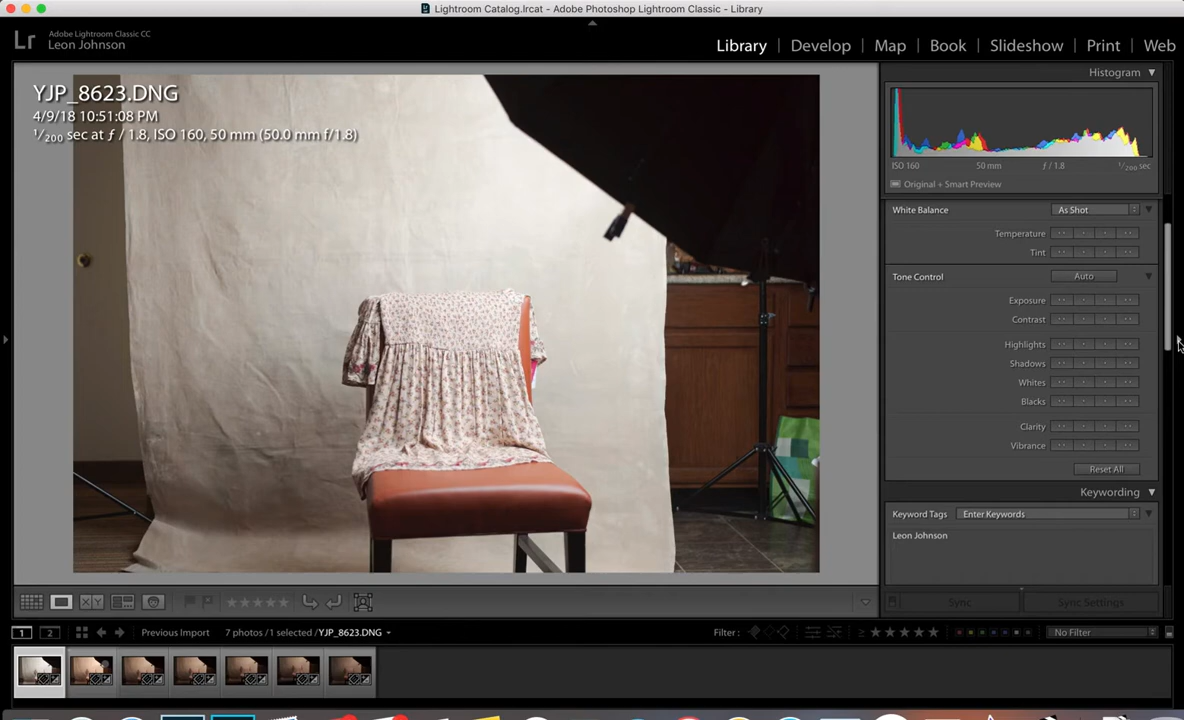 Lightroom Catalog.lrcat - Adobe Photoshop Lightroom Classic - Library
Lr
Adobe Lightroom Classic CC
Leon Johnson
Library | Develop | Map | Book | Slideshow | Print | Web
YJP_8623.DNG
4/9/18 10:51:08 PM
1/200 sec at ƒ / 1.8, ISO 160, 50 mm (50.0 mm f/1.8)
Histogram
ISO 160 50 mm ƒ / 1.8 1/200 sec
Original + Smart Preview
White Balance As Shot
Temperature
Tint
Tone Control Auto
Exposure
Contrast
Highlights
Shadows
Whites
Blacks
Clarity
Vibrance
Reset All
Keywording
Keyword Tags Enter Keywords
Leon Johnson
Sync Sync Settings
XY
1 2 Previous Import 7 photos / 1 selected / YJP_8623.DNG Filter : ≥ No Filter